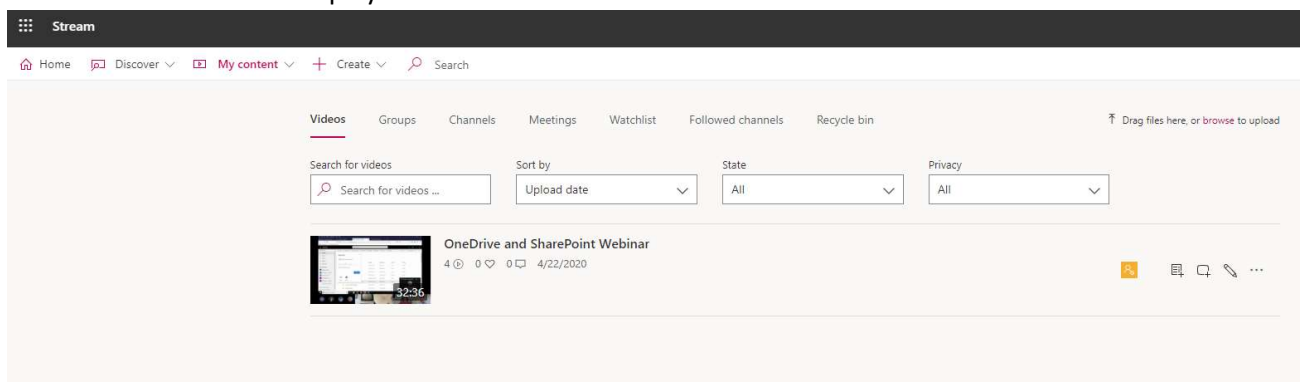 Stream
Home Discover My content Create Search
Videos Groups Channels Meetings Watchlist Followed channels Recycle bin Drag files here, or browse to upload
Search for videos Sort by State Privacy
Search for videos ... Upload date All All
OneDrive and SharePoint Webinar
4 0 0 4/22/2020
32:36